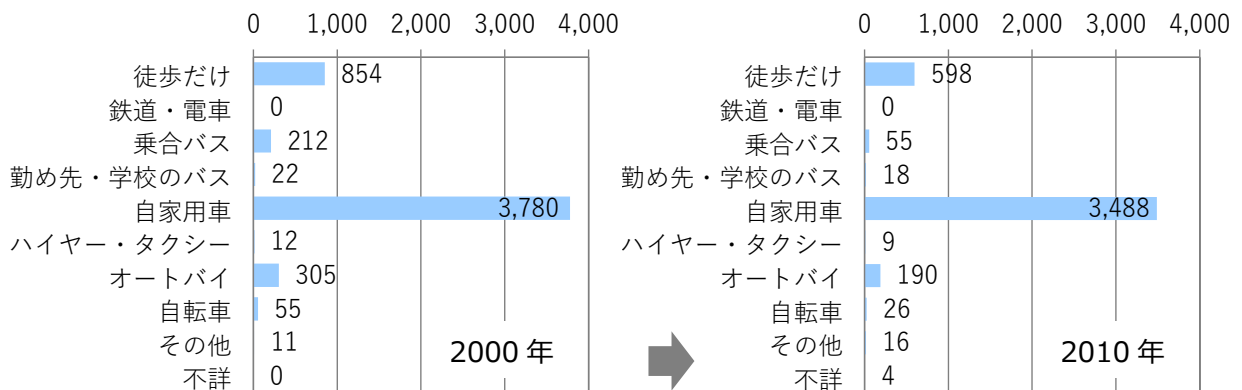 0 1,000 2,000 3,000 4,000
徒歩だけ 854
鉄道・電車 0
乗合バス 212
勤め先・学校のバス 22
自家用車 3,780
ハイヤー・タクシー 12
オートバイ 305
自転車 55
その他 11
不詳 0
2000 年
0 1,000 2,000 3,000 4,000
徒歩だけ 598
鉄道・電車 0
乗合バス 55
勤め先・学校のバス 18
自家用車 3,488
ハイヤー・タクシー 9
オートバイ 190
自転車 26
その他 16
不詳 4
2010 年